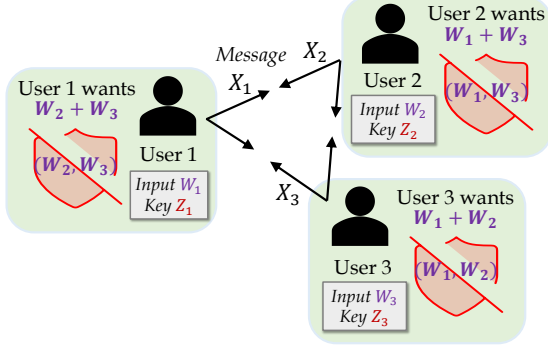 User 1 wants
W₂ + W₃
(W₂, W₃)
User 1
Input W₁
Key Z₁
Message
X₁
X₂
X₃
User 2 wants
W₁ + W₃
(W₁, W₃)
User 2
Input W₂
Key Z₂
User 3 wants
W₁ + W₂
(W₁, W₂)
User 3
Input W₃
Key Z₃